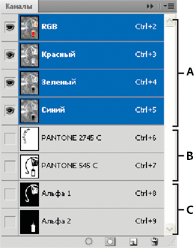 Каналы
RGB Ctrl+2
Красный Ctrl+3
Зеленый Ctrl+4
Синий Ctrl+5
PANTONE 2745 C Ctrl+6
PANTONE 545 C Ctrl+7
Альфа 1 Ctrl+8
Альфа 2 Ctrl+9
A
B
C